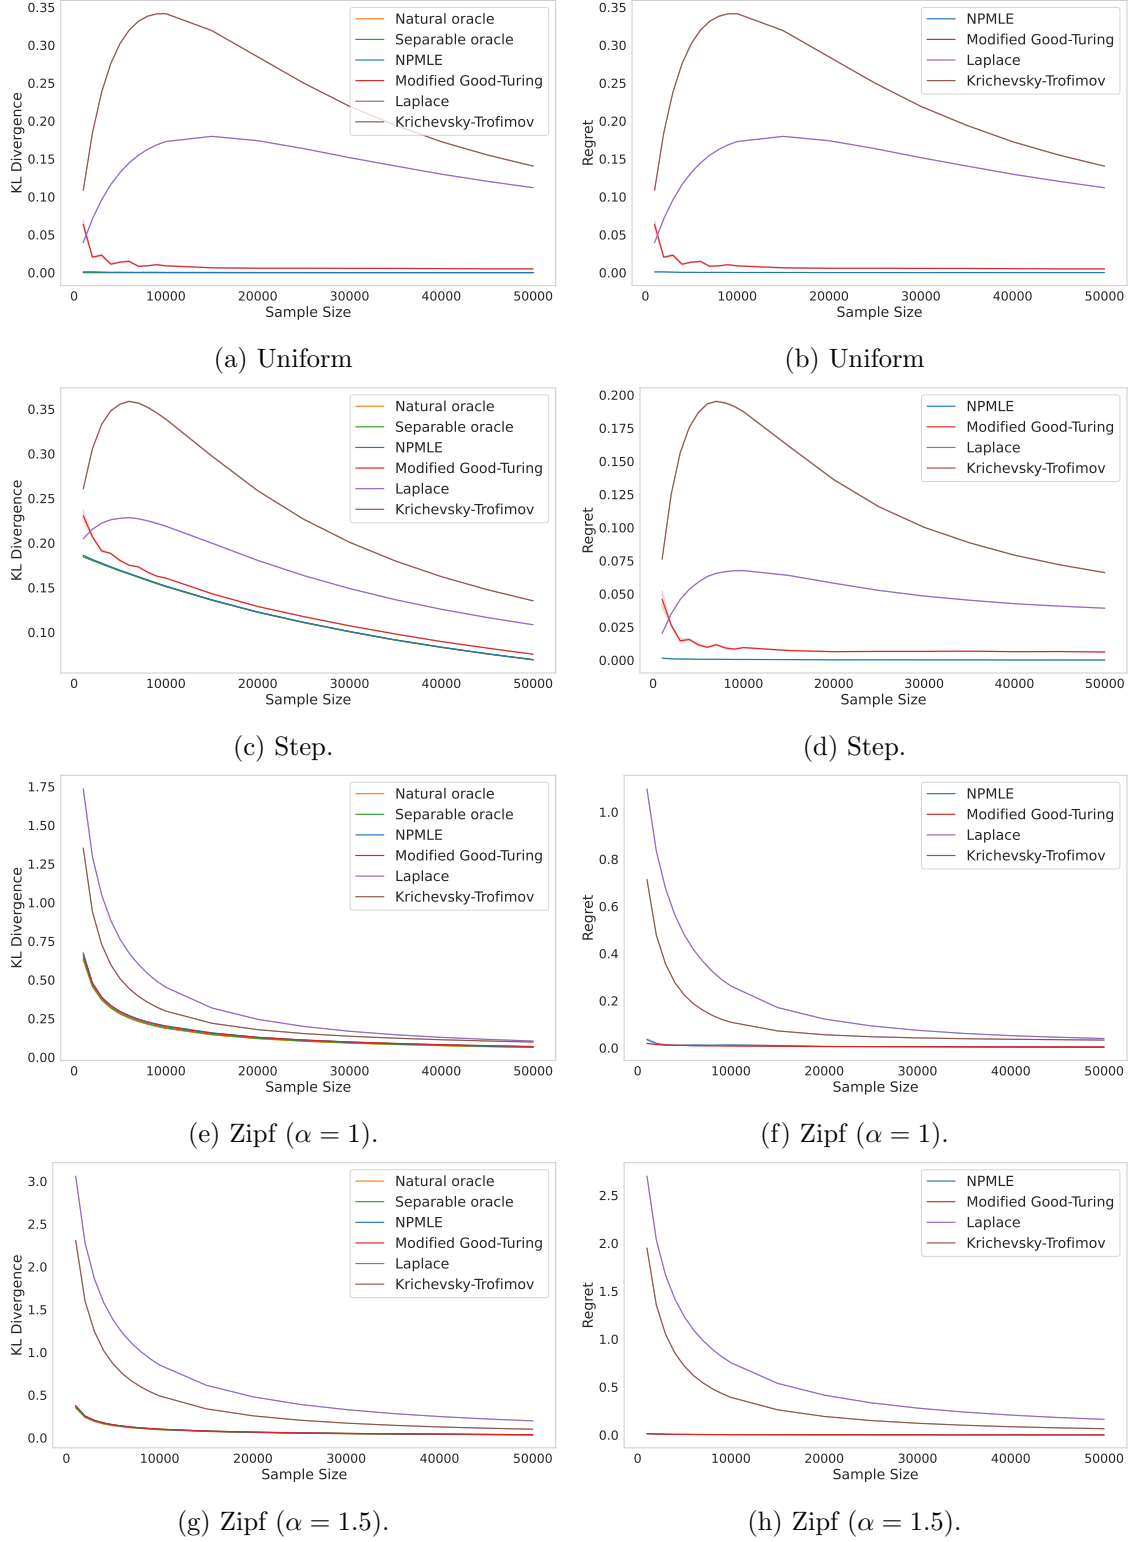 0.35
0.30
0.25
0.20
0.15
0.10
0.05
0.00
KL Divergence
Natural oracle
Separable oracle
NPMLE
Modified Good-Turing
Laplace
Krichevsky-Trofimov
0 10000 20000 30000 40000 50000
Sample Size
(a) Uniform
0.35
0.30
0.25
0.20
0.15
0.10
0.05
0.00
Regret
NPMLE
Modified Good-Turing
Laplace
Krichevsky-Trofimov
0 10000 20000 30000 40000 50000
Sample Size
(b) Uniform
0.35
0.30
0.25
0.20
0.15
0.10
KL Divergence
Natural oracle
Separable oracle
NPMLE
Modified Good-Turing
Laplace
Krichevsky-Trofimov
0 10000 20000 30000 40000 50000
Sample Size
(c) Step.
0.200
0.175
0.150
0.125
0.100
0.075
0.050
0.025
0.000
Regret
NPMLE
Modified Good-Turing
Laplace
Krichevsky-Trofimov
0 10000 20000 30000 40000 50000
Sample Size
(d) Step.
1.75
1.50
1.25
1.00
0.75
0.50
0.25
0.00
KL Divergence
Natural oracle
Separable oracle
NPMLE
Modified Good-Turing
Laplace
Krichevsky-Trofimov
0 10000 20000 30000 40000 50000
Sample Size
(e) Zipf (α = 1).
1.0
0.8
0.6
0.4
0.2
0.0
Regret
NPMLE
Modified Good-Turing
Laplace
Krichevsky-Trofimov
0 10000 20000 30000 40000 50000
Sample Size
(f) Zipf (α = 1).
3.0
2.5
2.0
1.5
1.0
0.5
0.0
KL Divergence
Natural oracle
Separable oracle
NPMLE
Modified Good-Turing
Laplace
Krichevsky-Trofimov
0 10000 20000 30000 40000 50000
Sample Size
(g) Zipf (α = 1.5).
2.5
2.0
1.5
1.0
0.5
0.0
Regret
NPMLE
Modified Good-Turing
Laplace
Krichevsky-Trofimov
0 10000 20000 30000 40000 50000
Sample Size
(h) Zipf (α = 1.5).